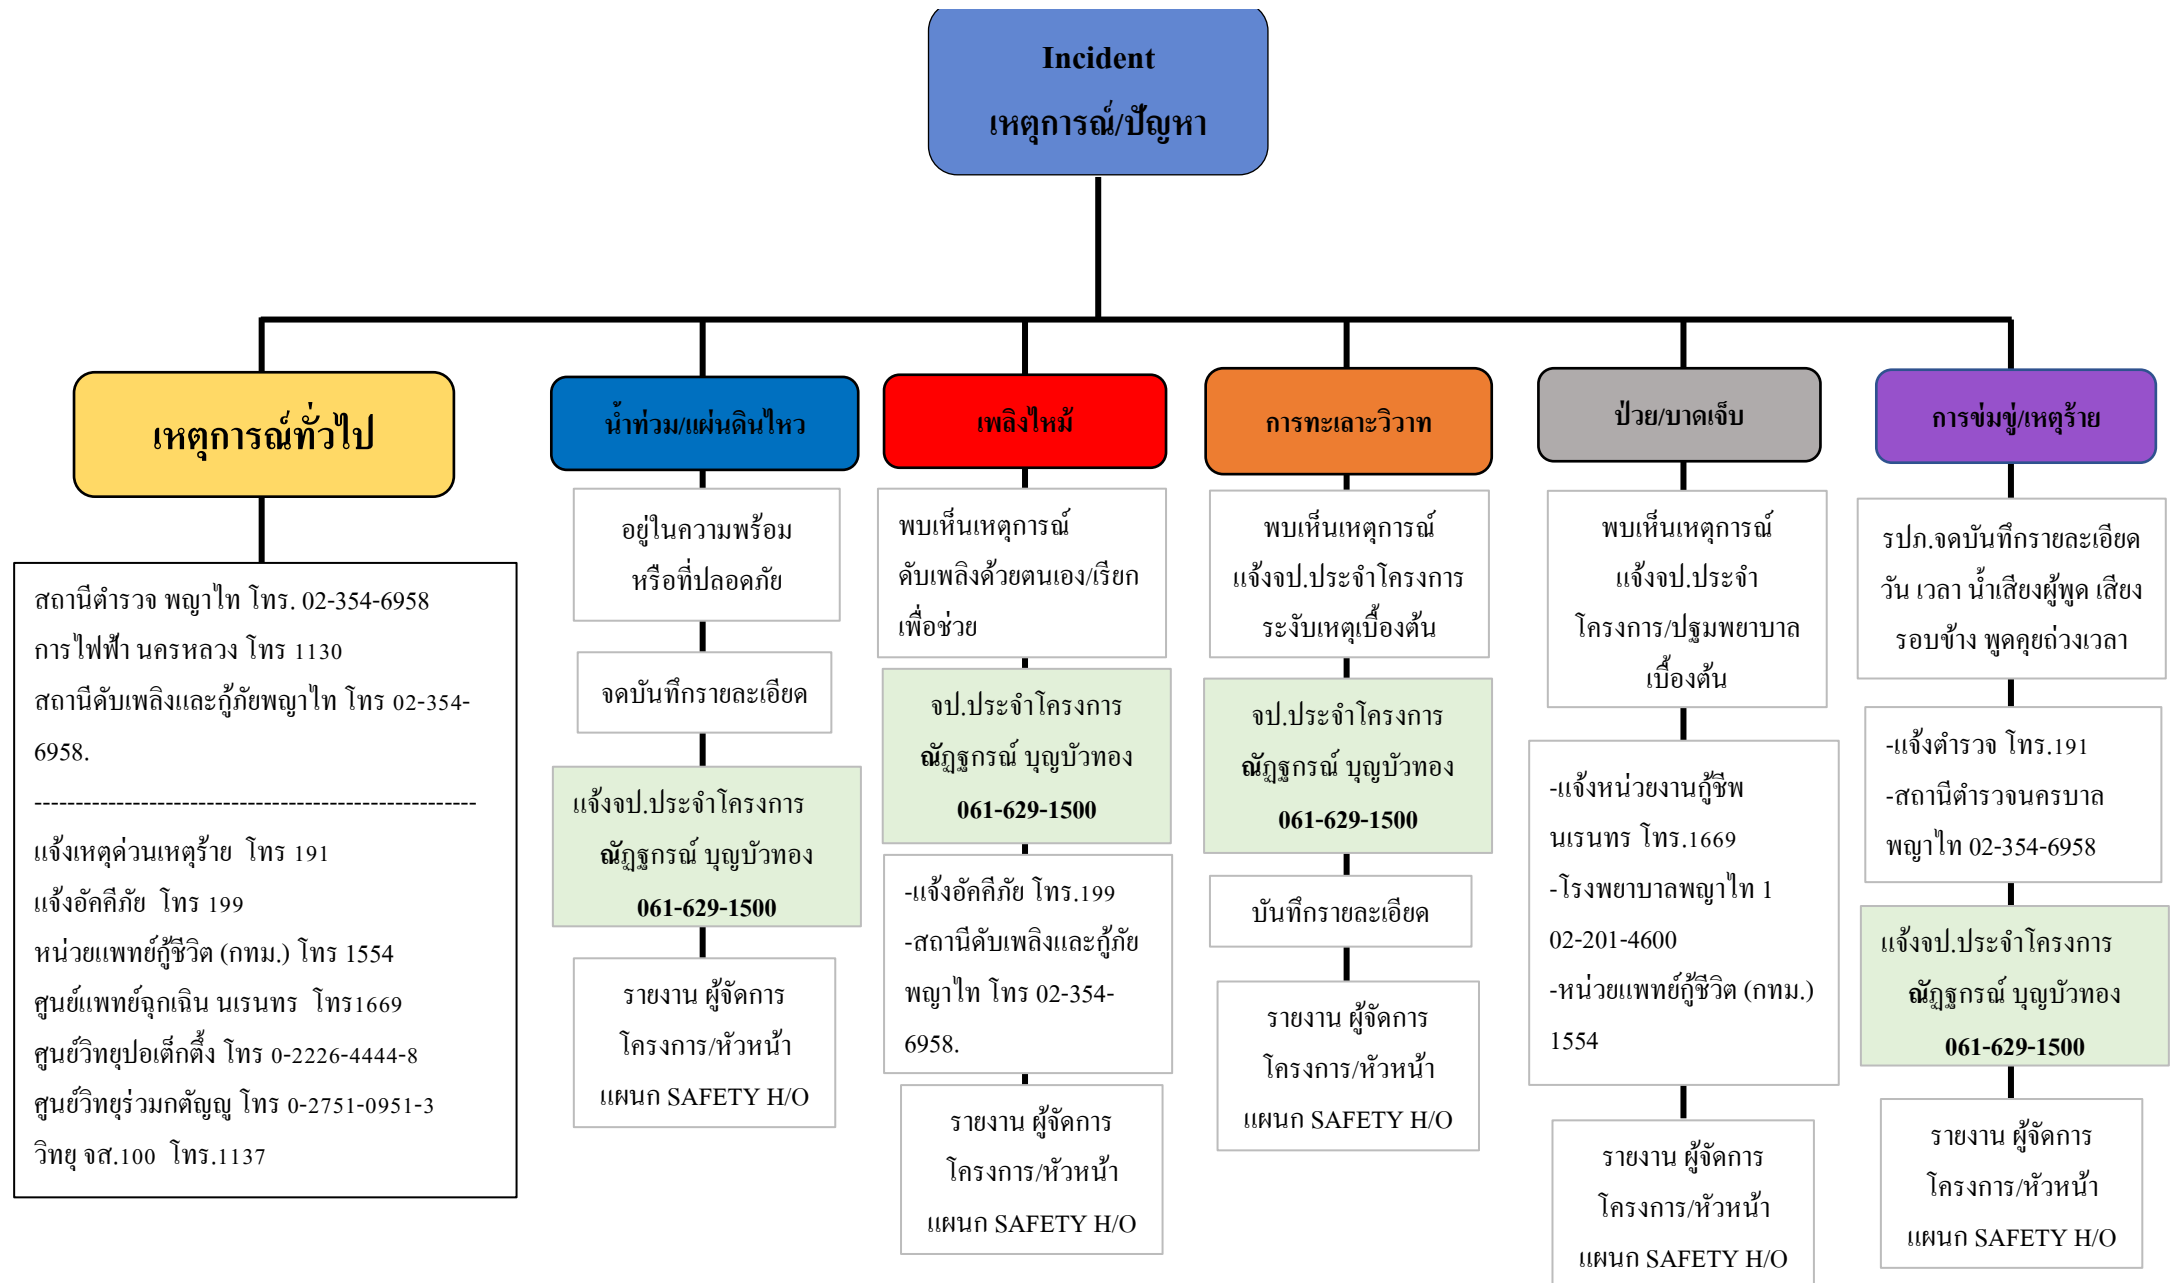 Incident
เหตุการณ์/ปัญหา
เหตุการณ์ทั่วไป
สถานีตำรวจ พญาไท โทร. 02-354-6958
การไฟฟ้า นครหลวง โทร 1130
สถานีดับเพลิงและกู้ภัยพญาไท โทร 02-354-
6958.
------------------------------------------------------
แจ้งเหตุด่วนเหตุร้าย โทร 191
แจ้งอัคคีภัย โทร 199
หน่วยแพทย์กู้ชีวิต (กทม.) โทร 1554
ศูนย์แพทย์ฉุกเฉิน นเรนทร โทร1669
ศูนย์วิทยุปอเต็กตึ้ง โทร 0-2226-4444-8
ศูนย์วิทยุร่วมกตัญญู โทร 0-2751-0951-3
วิทยุ จส.100 โทร.1137
น้ำท่วม/แผ่นดินไหว
อยู่ในความพร้อม
หรือที่ปลอดภัย
จดบันทึกรายละเอียด
แจ้งจป.ประจำโครงการ
ณัฏฐกรณ์ บุญบัวทอง
061-629-1500
รายงาน ผู้จัดการ
โครงการ/หัวหน้า
แผนก SAFETY H/O
เพลิงไหม้
พบเห็นเหตุการณ์
ดับเพลิงด้วยตนเอง/เรียก
เพื่อช่วย
จป.ประจำโครงการ
ณัฏฐกรณ์ บุญบัวทอง
061-629-1500
-แจ้งอัคคีภัย โทร.199
-สถานีดับเพลิงและกู้ภัย
พญาไท โทร 02-354-
6958.
รายงาน ผู้จัดการ
โครงการ/หัวหน้า
แผนก SAFETY H/O
การทะเลาะวิวาท
พบเห็นเหตุการณ์
แจ้งจป.ประจำโครงการ
ระงับเหตุเบื้องต้น
จป.ประจำโครงการ
ณัฏฐกรณ์ บุญบัวทอง
061-629-1500
บันทึกรายละเอียด
รายงาน ผู้จัดการ
โครงการ/หัวหน้า
แผนก SAFETY H/O
ป่วย/บาดเจ็บ
พบเห็นเหตุการณ์
แจ้งจป.ประจำ
โครงการ/ปฐมพยาบาล
เบื้องต้น
-แจ้งหน่วยงานกู้ชีพ
นเรนทร โทร.1669
-โรงพยาบาลพญาไท 1
02-201-4600
-หน่วยแพทย์กู้ชีวิต (กทม.)
1554
รายงาน ผู้จัดการ
โครงการ/หัวหน้า
แผนก SAFETY H/O
การข่มขู่/เหตุร้าย
รปภ.จดบันทึกรายละเอียด
วัน เวลา น้ำเสียงผู้พูด เสียง
รอบข้าง พูดคุยถ่วงเวลา
-แจ้งตำรวจ โทร.191
-สถานีตำรวจนครบาล
พญาไท 02-354-6958
แจ้งจป.ประจำโครงการ
ณัฏฐกรณ์ บุญบัวทอง
061-629-1500
รายงาน ผู้จัดการ
โครงการ/หัวหน้า
แผนก SAFETY H/O